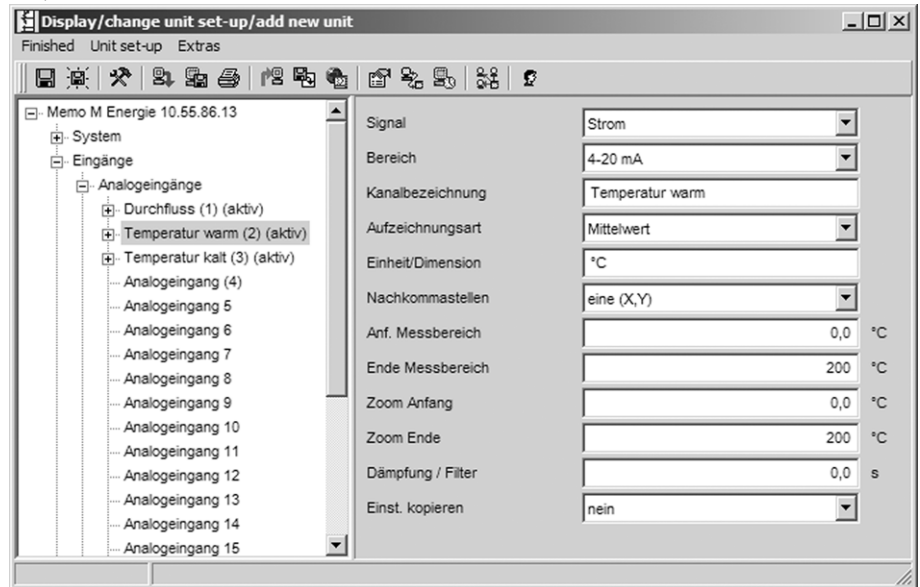 Display/change unit set-up/add new unit
Finished Unit set-up Extras
Memo M Energie 10.55.86.13
System
Eingänge
Analogeingänge
Durchfluss (1) (aktiv)
Temperatur warm (2) (aktiv)
Temperatur kalt (3) (aktiv)
Analogeingang (4)
Analogeingang 5
Analogeingang 6
Analogeingang 7
Analogeingang 8
Analogeingang 9
Analogeingang 10
Analogeingang 11
Analogeingang 12
Analogeingang 13
Analogeingang 14
Analogeingang 15
Signal Strom
Bereich 4-20 mA
Kanalbezeichnung Temperatur warm
Aufzeichnungsart Mittelwert
Einheit/Dimension °C
Nachkommastellen eine (X,Y)
Anf. Messbereich 0,0 °C
Ende Messbereich 200 °C
Zoom Anfang 0,0 °C
Zoom Ende 200 °C
Dämpfung / Filter 0,0 s
Einst. kopieren nein